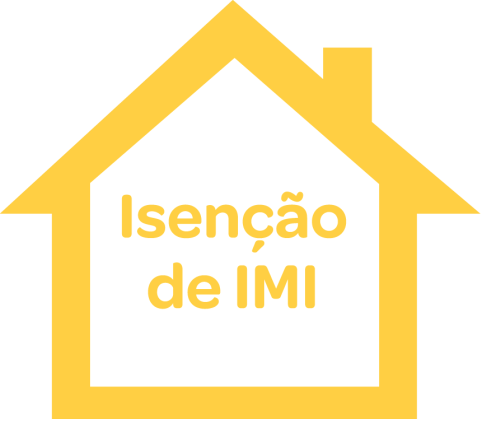 Isenção
de IMI